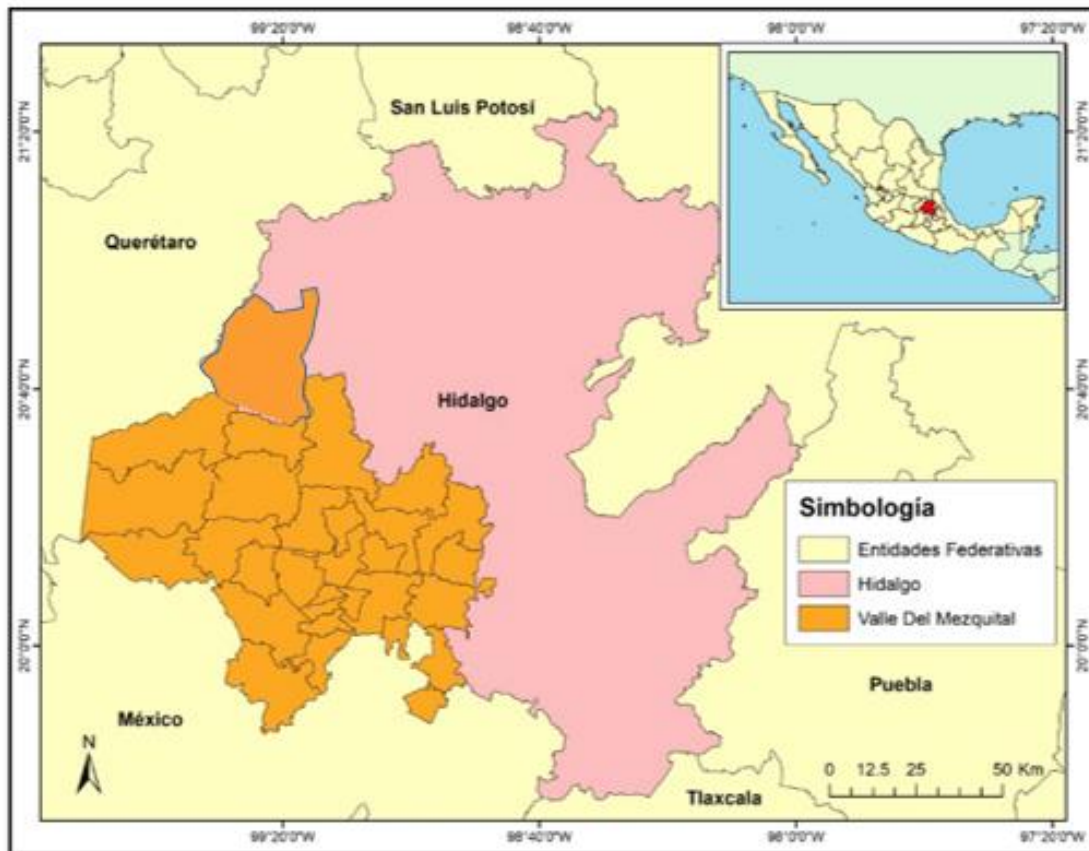 99°20'0"W 98°40'0"W 98°0'0"W 97°20'0"W
21°20'0"N
21°20'0"N
San Luis Potosí
Querétaro
20°40'0"N
Hidalgo
20°40'0"N
Simbología
Entidades Federativas
Hidalgo
Valle Del Mezquital
20°0'0"N
20°0'0"N
Puebla
México
N
0 12.5 25 50 Km
Tlaxcala
99°20'0"W 98°40'0"W 98°0'0"W 97°20'0"W